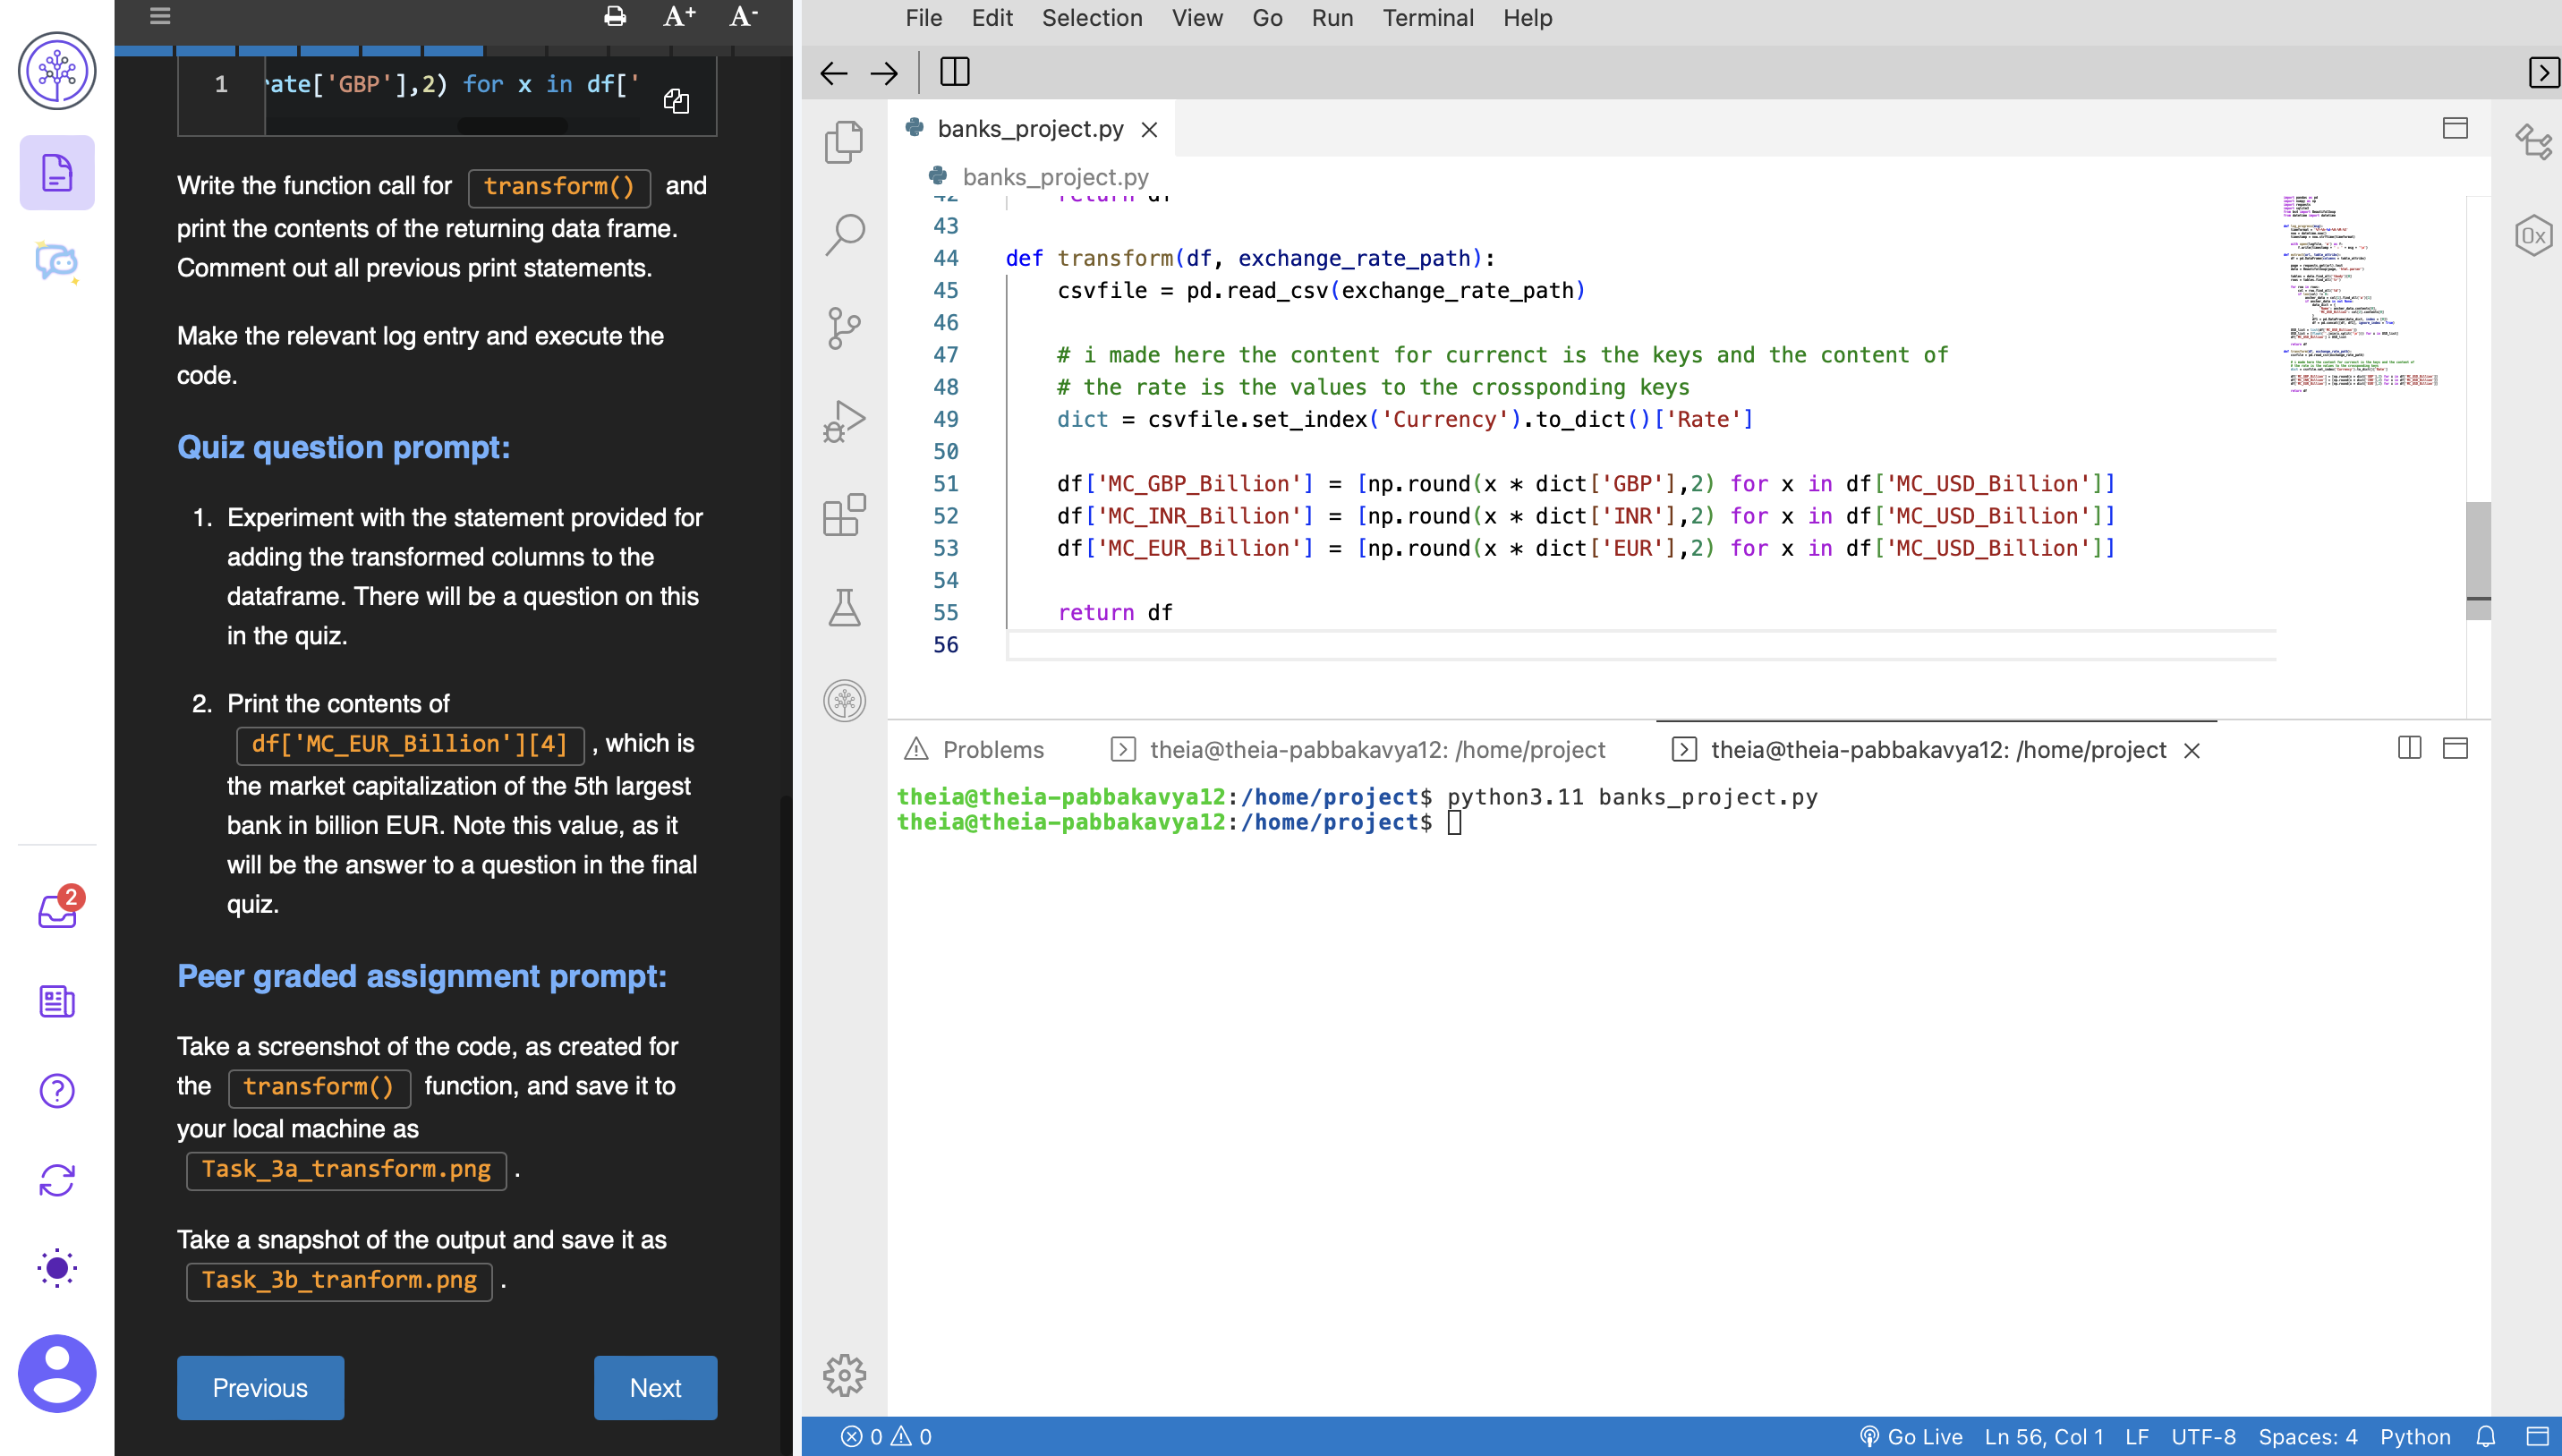 A+ A-
1 rate['GBP'],2) for x in df['
Write the function call for transform() and
print the contents of the returning data frame.
Comment out all previous print statements.
Make the relevant log entry and execute the
code.
Quiz question prompt:
1. Experiment with the statement provided for
adding the transformed columns to the
dataframe. There will be a question on this
in the quiz.
2. Print the contents of
df['MC_EUR_Billion'][4] , which is
the market capitalization of the 5th largest
bank in billion EUR. Note this value, as it
will be the answer to a question in the final
quiz.
Peer graded assignment prompt:
Take a screenshot of the code, as created for
the transform() function, and save it to
your local machine as
Task_3a_transform.png .
Take a snapshot of the output and save it as
Task_3b_tranform.png .
Previous Next
2
File Edit Selection View Go Run Terminal Help
banks_project.py
banks_project.py
42 return df
43
44 def transform(df, exchange_rate_path):
45 csvfile = pd.read_csv(exchange_rate_path)
46
47 # i made here the content for currenct is the keys and the content of
48 # the rate is the values to the crossponding keys
49 dict = csvfile.set_index('Currency').to_dict()['Rate']
50
51 df['MC_GBP_Billion'] = [np.round(x * dict['GBP'],2) for x in df['MC_USD_Billion']]
52 df['MC_INR_Billion'] = [np.round(x * dict['INR'],2) for x in df['MC_USD_Billion']]
53 df['MC_EUR_Billion'] = [np.round(x * dict['EUR'],2) for x in df['MC_USD_Billion']]
54
55 return df
56
0x
Problems theia@theia-pabbakavya12: /home/project theia@theia-pabbakavya12: /home/project
theia@theia-pabbakavya12:/home/project$ python3.11 banks_project.py
theia@theia-pabbakavya12:/home/project$
0 0 Go Live Ln 56, Col 1 LF UTF-8 Spaces: 4 Python